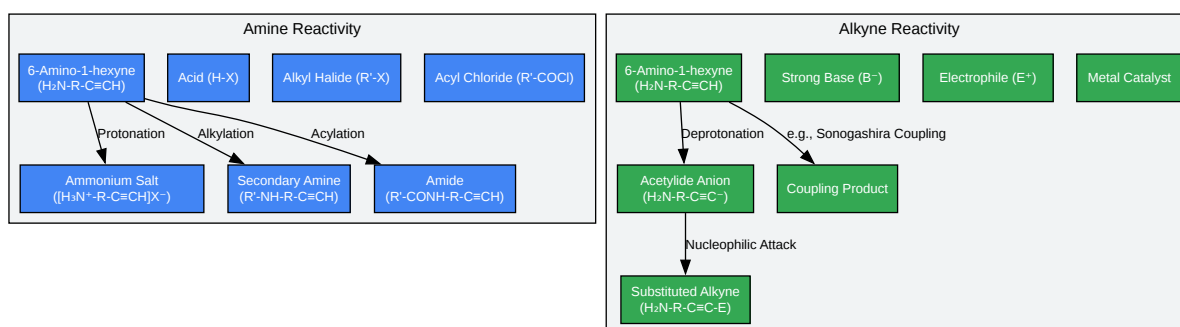 Amine Reactivity
6-Amino-1-hexyne
(H₂N-R-C≡CH)
Acid (H-X)
Alkyl Halide (R'-X)
Acyl Chloride (R'-COCl)
Protonation
Alkylation
Acylation
Ammonium Salt
([H₃N⁺-R-C≡CH]X⁻)
Secondary Amine
(R'-NH-R-C≡CH)
Amide
(R'-CONH-R-C≡CH)
Alkyne Reactivity
6-Amino-1-hexyne
(H₂N-R-C≡CH)
Strong Base (B⁻)
Electrophile (E⁺)
Metal Catalyst
Deprotonation
e.g., Sonogashira Coupling
Acetylide Anion
(H₂N-R-C≡C⁻)
Coupling Product
Nucleophilic Attack
Substituted Alkyne
(H₂N-R-C≡C-E)